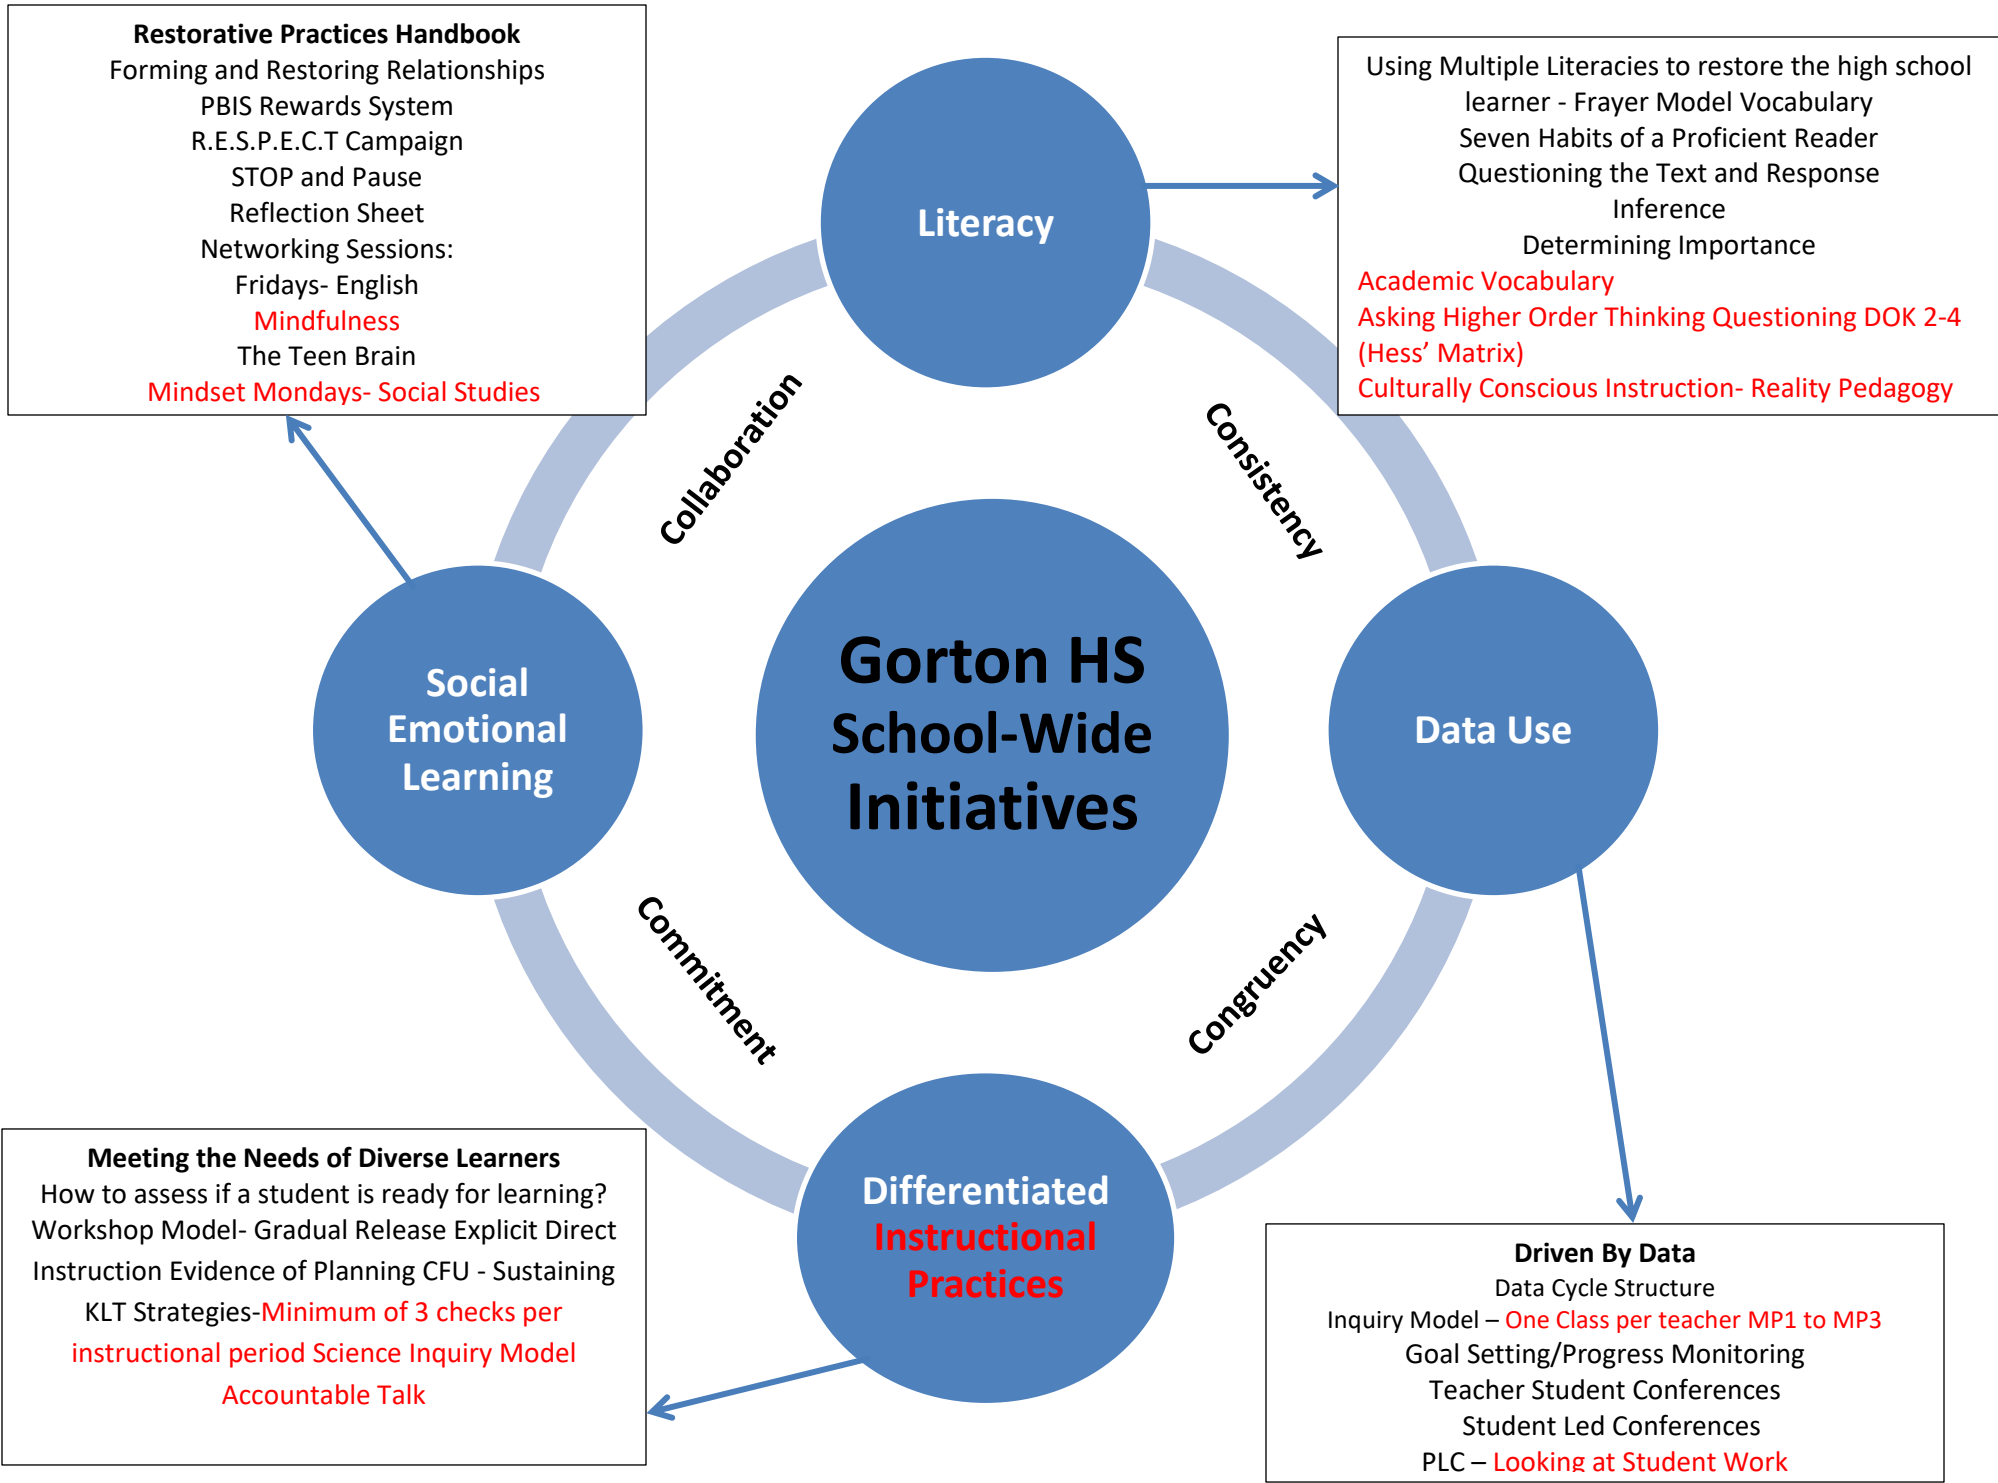 Restorative Practices Handbook
Forming and Restoring Relationships
PBIS Rewards System
R.E.S.P.E.C.T Campaign
STOP and Pause
Reflection Sheet
Networking Sessions:
Fridays- English
Mindfulness
The Teen Brain
Mindset Mondays- Social Studies
Literacy
Using Multiple Literacies to restore the high school
learner - Frayer Model Vocabulary
Seven Habits of a Proficient Reader
Questioning the Text and Response
Inference
Determining Importance
Academic Vocabulary
Asking Higher Order Thinking Questioning DOK 2-4
(Hess’ Matrix)
Culturally Conscious Instruction- Reality Pedagogy
Collaboration
Consistency
Social
Emotional
Learning
Gorton HS
School-Wide
Initiatives
Data Use
Commitment
Congruency
Meeting the Needs of Diverse Learners
How to assess if a student is ready for learning?
Workshop Model- Gradual Release Explicit Direct
Instruction Evidence of Planning CFU - Sustaining
KLT Strategies-Minimum of 3 checks per
instructional period Science Inquiry Model
Accountable Talk
Differentiated
Instructional
Practices
Driven By Data
Data Cycle Structure
Inquiry Model – One Class per teacher MP1 to MP3
Goal Setting/Progress Monitoring
Teacher Student Conferences
Student Led Conferences
PLC – Looking at Student Work